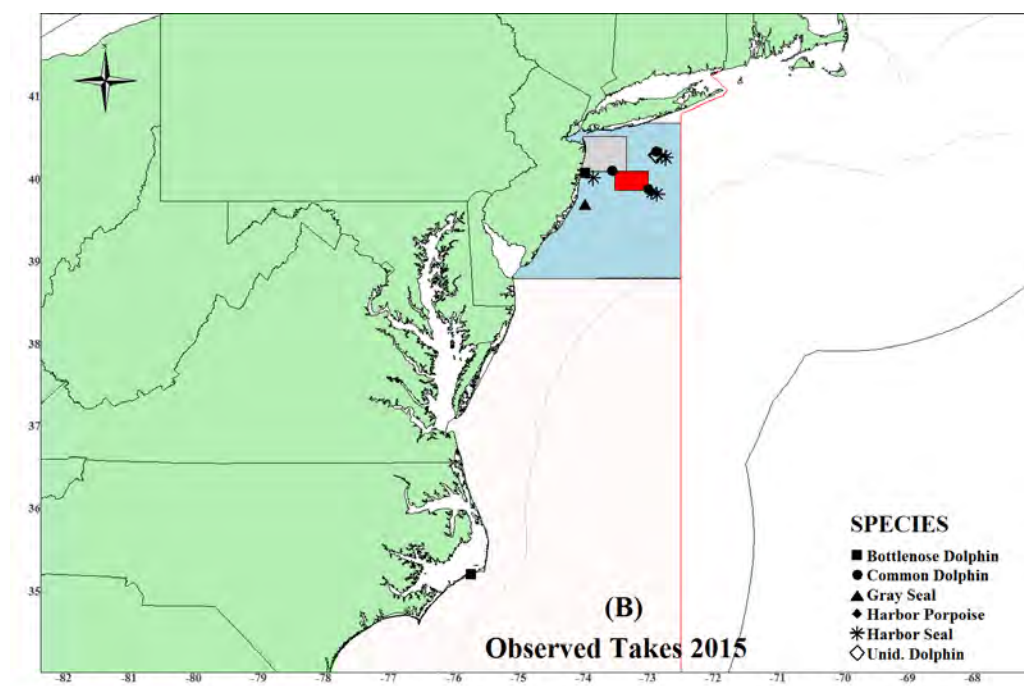 41
40
39
38
37
36
35
SPECIES
Bottlenose Dolphin
Common Dolphin
Gray Seal
Harbor Porpoise
Harbor Seal
Unid. Dolphin
(B)
Observed Takes 2015
-82 -81 -80 -79 -78 -77 -76 -75 -74 -73 -72 -71 -70 -69 -68